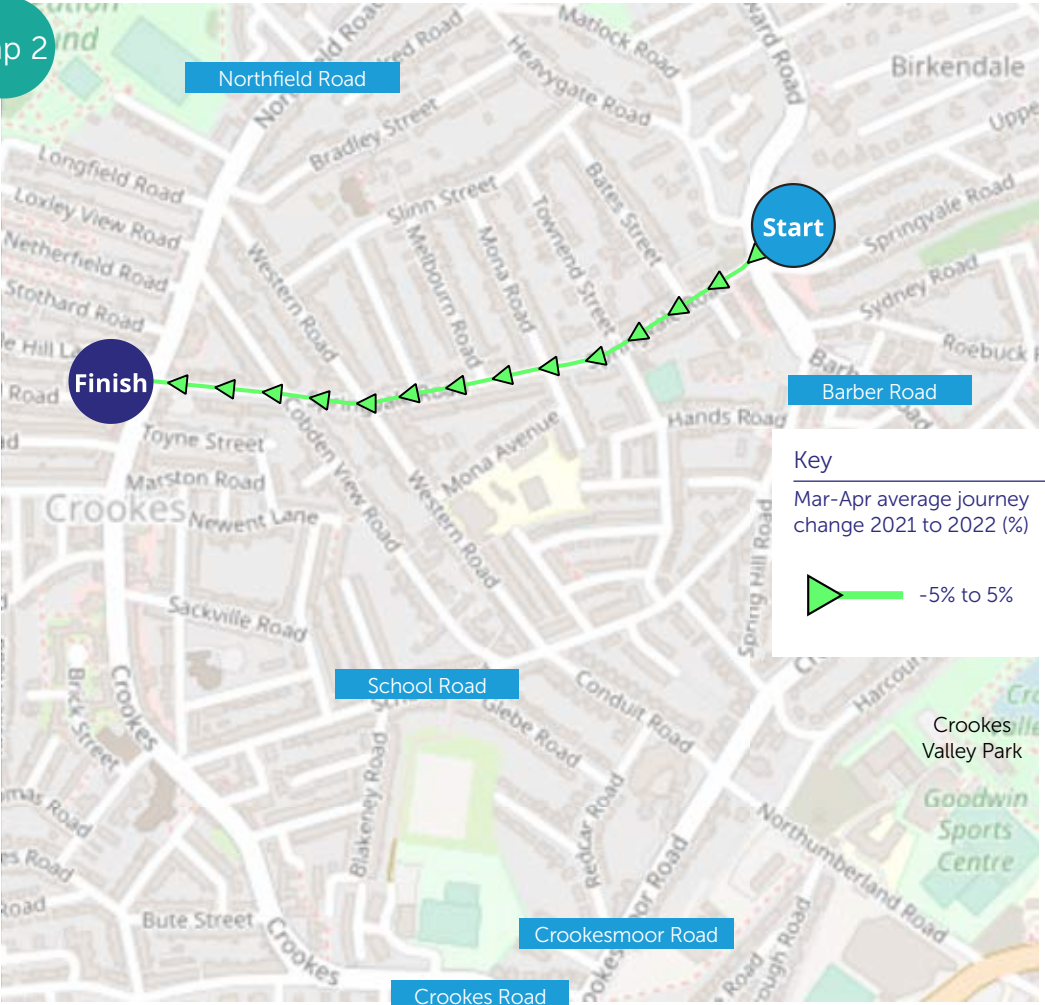 p 2
Northfield Road
Matlock Road
Heavygate Road
Birkendale
Bradley Street
Longfield Road
Loxley View Road
Netherfield Road
Stothard Road
Slinn Street
Bates Street
Townend Street
Mona Road
Melbourn Road
Western Road
Start
Springvale Road
Sydney Road
Roebuck
Finish
Road
Barber Road
Hands Road
Toyne Street
Marston Road
Crookes
Newent Lane
Cobden View Road
Mona Avenue
Western Road
Key
Mar-Apr average journey
change 2021 to 2022 (%)
-5% to 5%
Spring Hill Road
Sackville Road
Brick Street
Crookes
School Road
Glebe Road
Conduit Road
Harcourt
Crookes
Valley Park
Goodwin
Sports
Centre
Blakeney Road
Redcar Road
Northumberland Road
Bute Street
Crookes
Crookesmoor Road
Crookes Road
Road